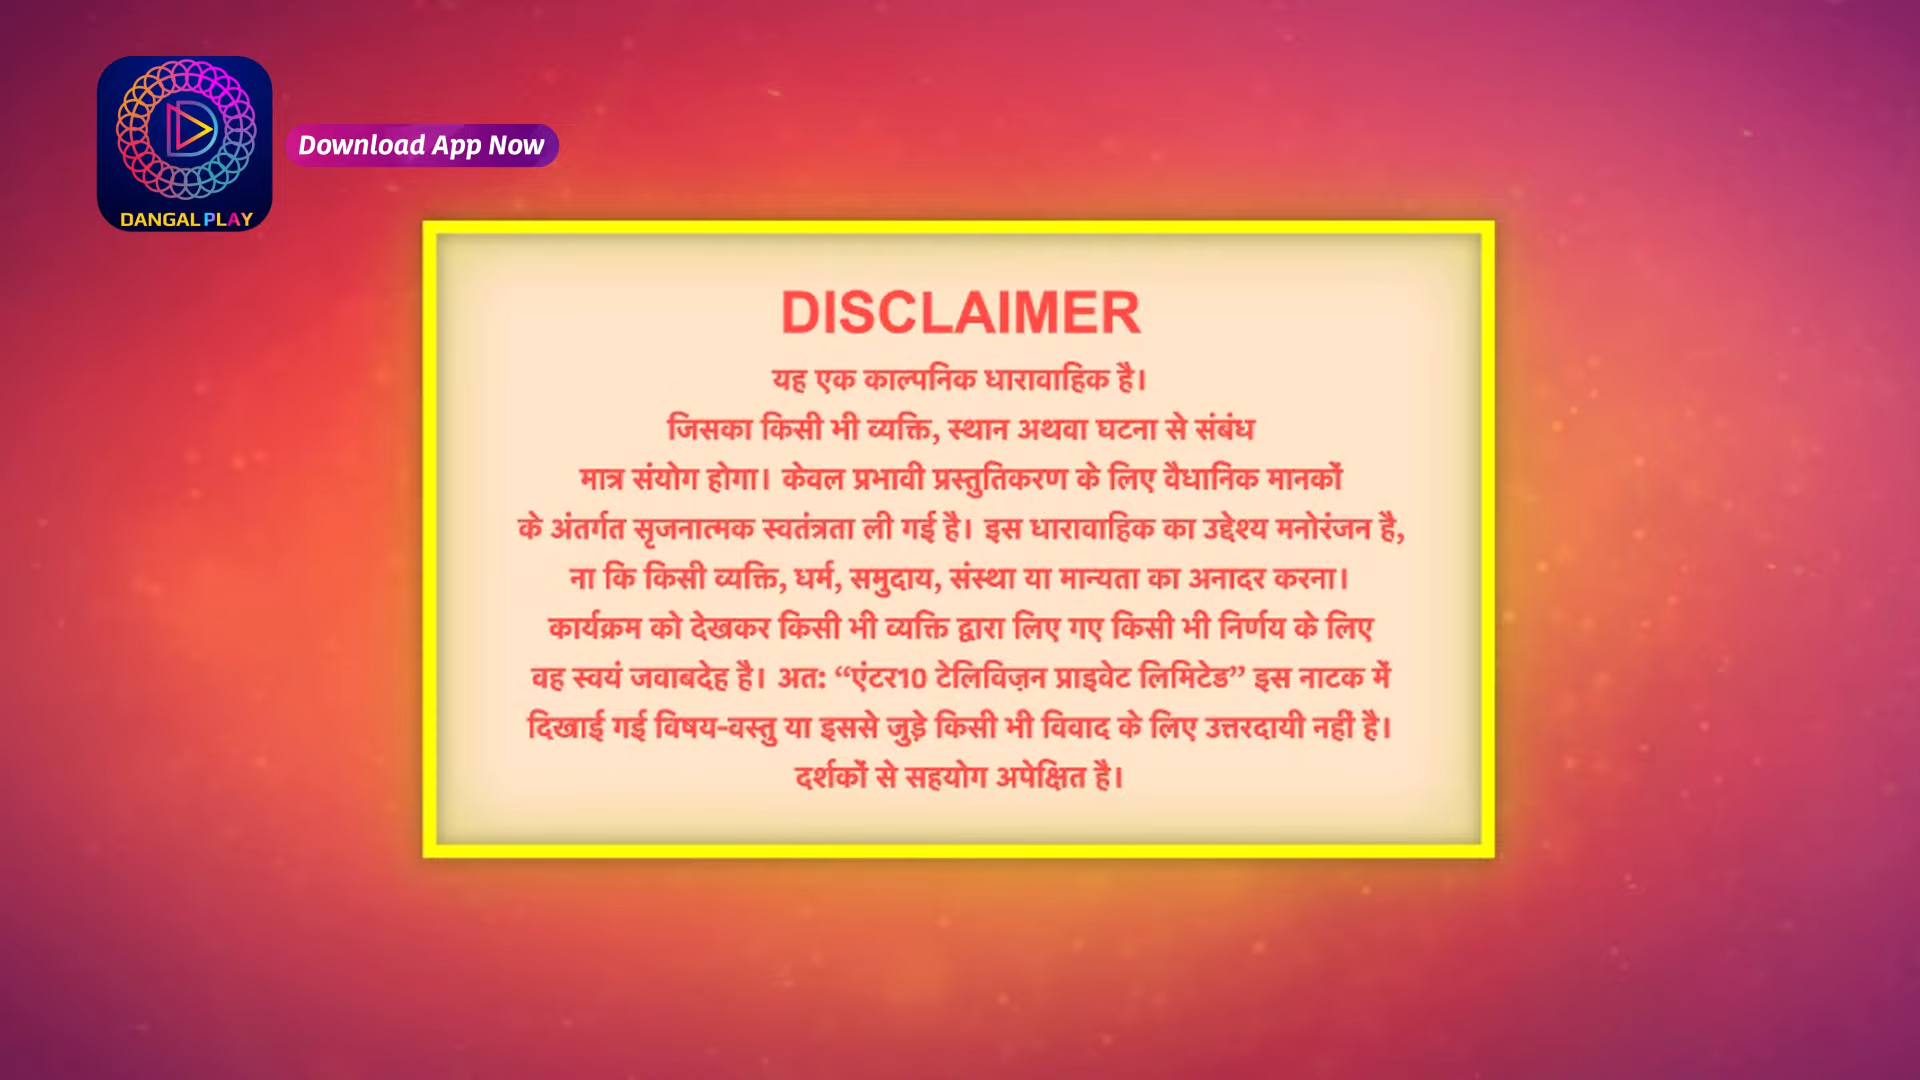 DANGAL PLAY
Download App Now
DISCLAIMER
यह एक काल्पनिक धारावाहिक है।
जिसका किसी भी व्यक्ति, स्थान अथवा घटना से संबंध
मात्र संयोग होगा। केवल प्रभावी प्रस्तुतिकरण के लिए वैधानिक मानकों
के अंतर्गत सृजनात्मक स्वतंत्रता ली गई है। इस धारावाहिक का उद्देश्य मनोरंजन है,
ना कि किसी व्यक्ति, धर्म, समुदाय, संस्था या मान्यता का अनादर करना।
कार्यक्रम को देखकर किसी भी व्यक्ति द्वारा लिए गए किसी भी निर्णय के लिए
वह स्वयं जवाबदेह है। अत: “एंटर10 टेलिविज़न प्राइवेट लिमिटेड” इस नाटक में
दिखाई गई विषय-वस्तु या इससे जुड़े किसी भी विवाद के लिए उत्तरदायी नहीं है।
दर्शकों से सहयोग अपेक्षित है।